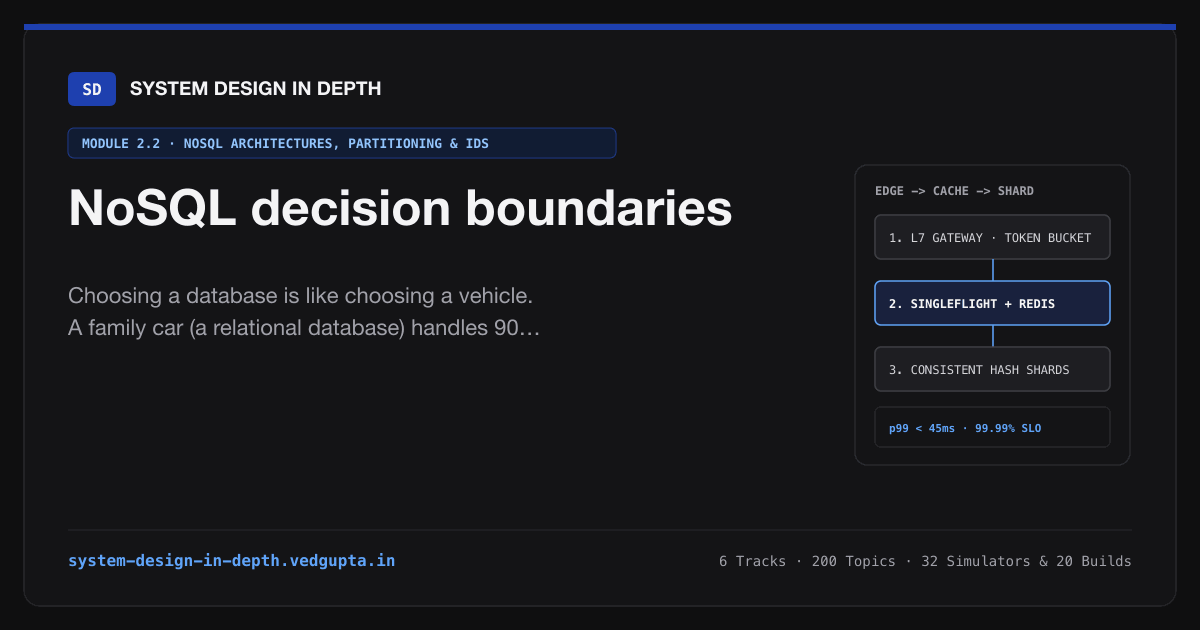 SD SYSTEM DESIGN IN DEPTH
MODULE 2.2 · NOSQL ARCHITECTURES, PARTITIONING & IDS
NoSQL decision boundaries
Choosing a database is like choosing a vehicle.
A family car (a relational database) handles 90…
EDGE —> CACHE —> SHARD
1. L7 GATEWAY · TOKEN BUCKET
2. SINGLEFLIGHT + REDIS
3. CONSISTENT HASH SHARDS
p99 < 45ms · 99.99% SLO
system-design-in-depth.vedgupta.in
6 Tracks · 200 Topics · 32 Simulators & 20 Builds